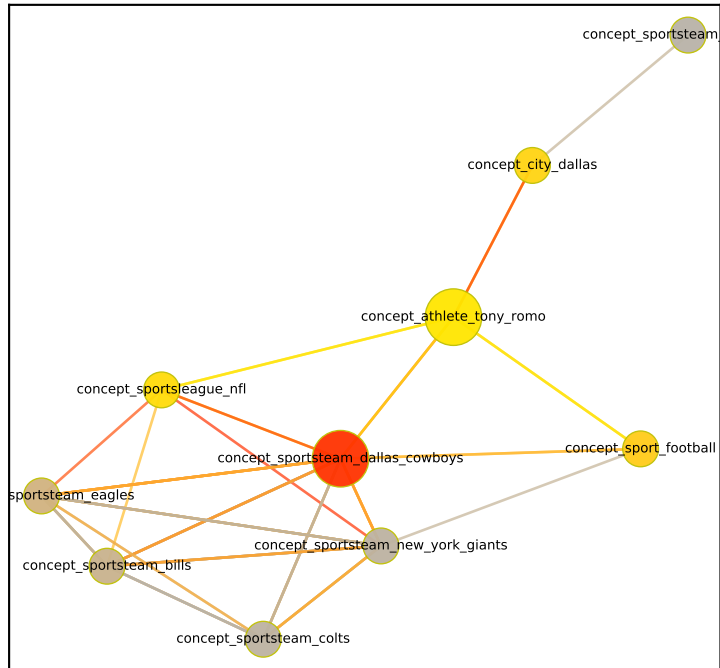 concept_sportsteam_
concept_city_dallas
concept_athlete_tony_romo
concept_sportsleague_nfl
concept_sport_football
concept_sportsteam_dallas_cowboys
sportsteam_eagles
concept_sportsteam_new_york_giants
concept_sportsteam_bills
concept_sportsteam_colts